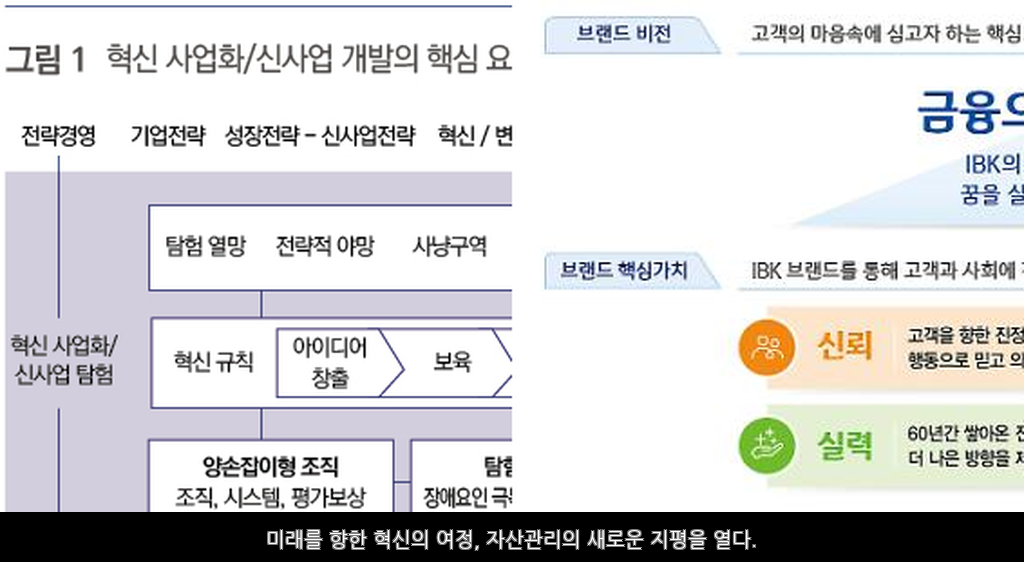 그림 1 혁신 사업화/신사업 개발의 핵심 요
전략경영 기업전략 성장전략 – 신사업전략 혁신 / 변
탐험 열망 전략적 야망 사냥구역
혁신 사업화/
신사업 탐험
혁신 규칙
아이디어
창출
보육
양손잡이형 조직
조직, 시스템, 평가보상
탐험
장애요인 극복
브랜드 비전
고객의 마음속에 심고자 하는 핵심
금융으
IBK의
꿈을 실
브랜드 핵심가치
IBK 브랜드를 통해 고객과 사회에
신뢰
고객을 향한 진정
행동으로 믿고 의
실력
60년간 쌓아온 전
더 나은 방향을 제
미래를 향한 혁신의 여정, 자산관리의 새로운 지평을 열다.